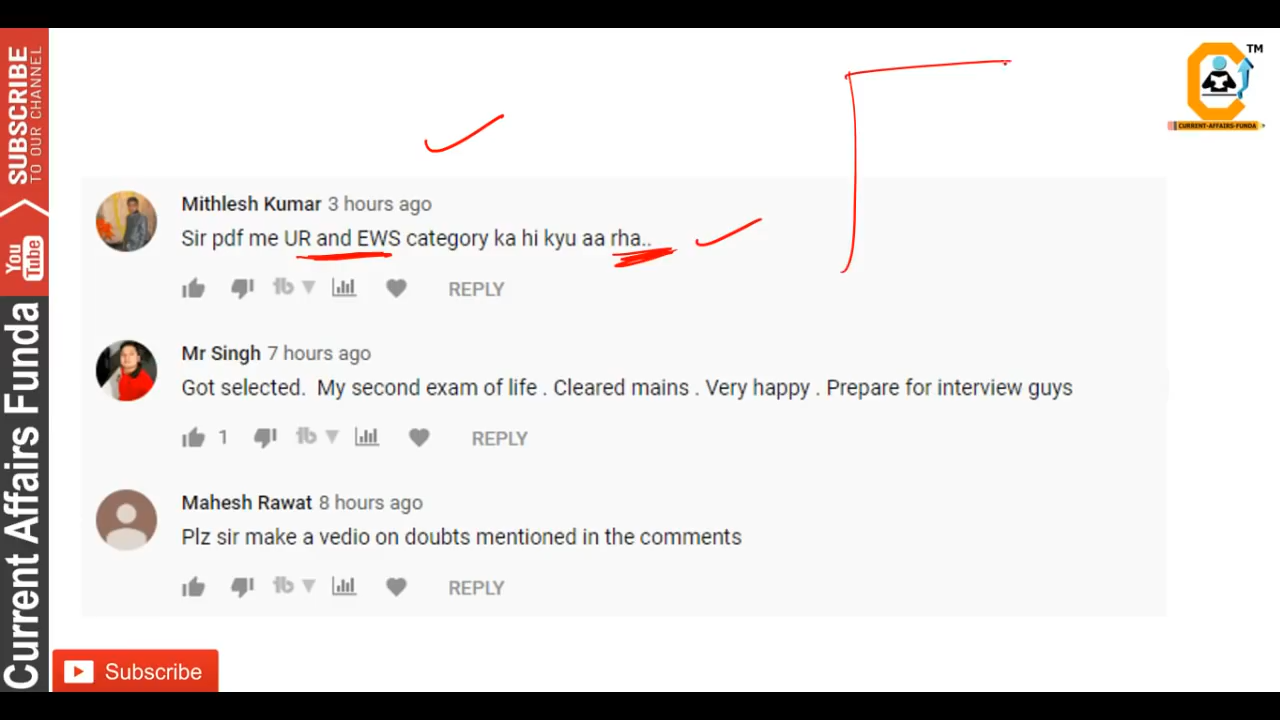 SUBSCRIBE
TO OUR CHANNEL
You Tube
Current Affairs Funda
TM
CURRENT-AFFAIRS-FUNDA
Mithlesh Kumar 3 hours ago
Sir pdf me UR and EWS category ka hi kyu aa rha..
REPLY
Mr Singh 7 hours ago
Got selected. My second exam of life . Cleared mains . Very happy . Prepare for interview guys
1 REPLY
Mahesh Rawat 8 hours ago
Plz sir make a vedio on doubts mentioned in the comments
REPLY
Subscribe